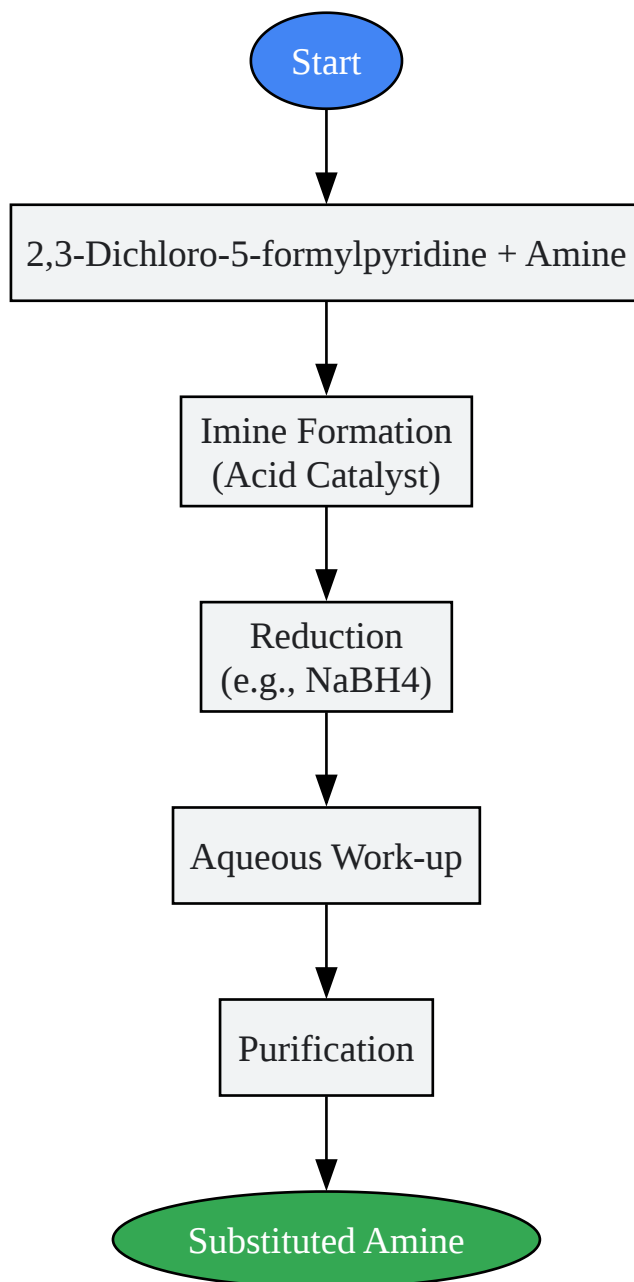 Start
2,3-Dichloro-5-formylpyridine + Amine
Imine Formation
(Acid Catalyst)
Reduction
(e.g., NaBH4)
Aqueous Work-up
Purification
Substituted Amine